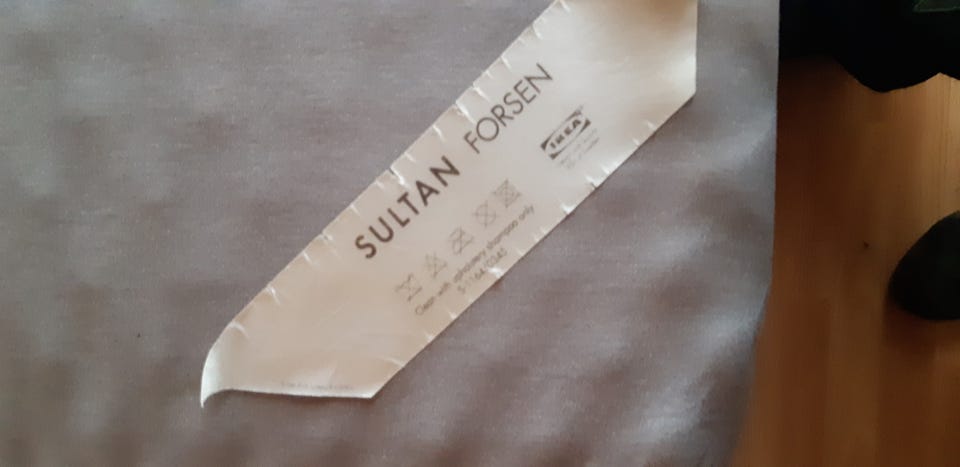 SULTAN FORSEN
IKEA
Clean with upholstery shampoo only